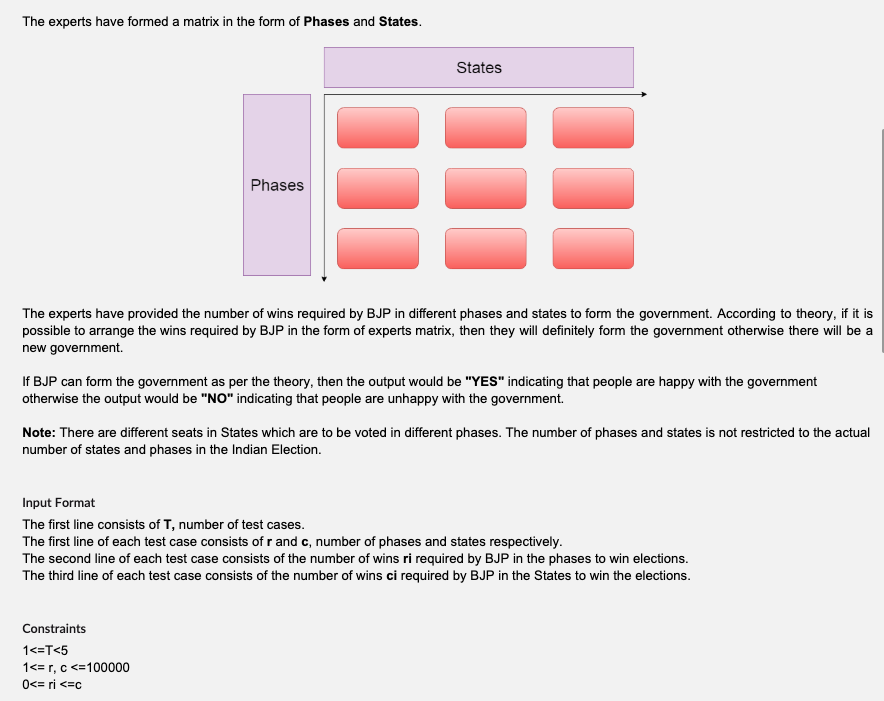 The experts have formed a matrix in the form of Phases and States.
States
Phases
The experts have provided the number of wins required by BJP in different phases and states to form the government. According to theory, if it is
possible to arrange the wins required by BJP in the form of experts matrix, then they will definitely form the government otherwise there will be a
new government.
If BJP can form the government as per the theory, then the output would be "YES" indicating that people are happy with the government
otherwise the output would be "NO" indicating that people are unhappy with the government.
Note: There are different seats in States which are to be voted in different phases. The number of phases and states is not restricted to the actual
number of states and phases in the Indian Election.
Input Format
The first line consists of T, number of test cases.
The first line of each test case consists of r and c, number of phases and states respectively.
The second line of each test case consists of the number of wins ri required by BJP in the phases to win elections.
The third line of each test case consists of the number of wins ci required by BJP in the States to win the elections.
Constraints
1<=T<5
1<= r, c <=100000
0<= ri <=c